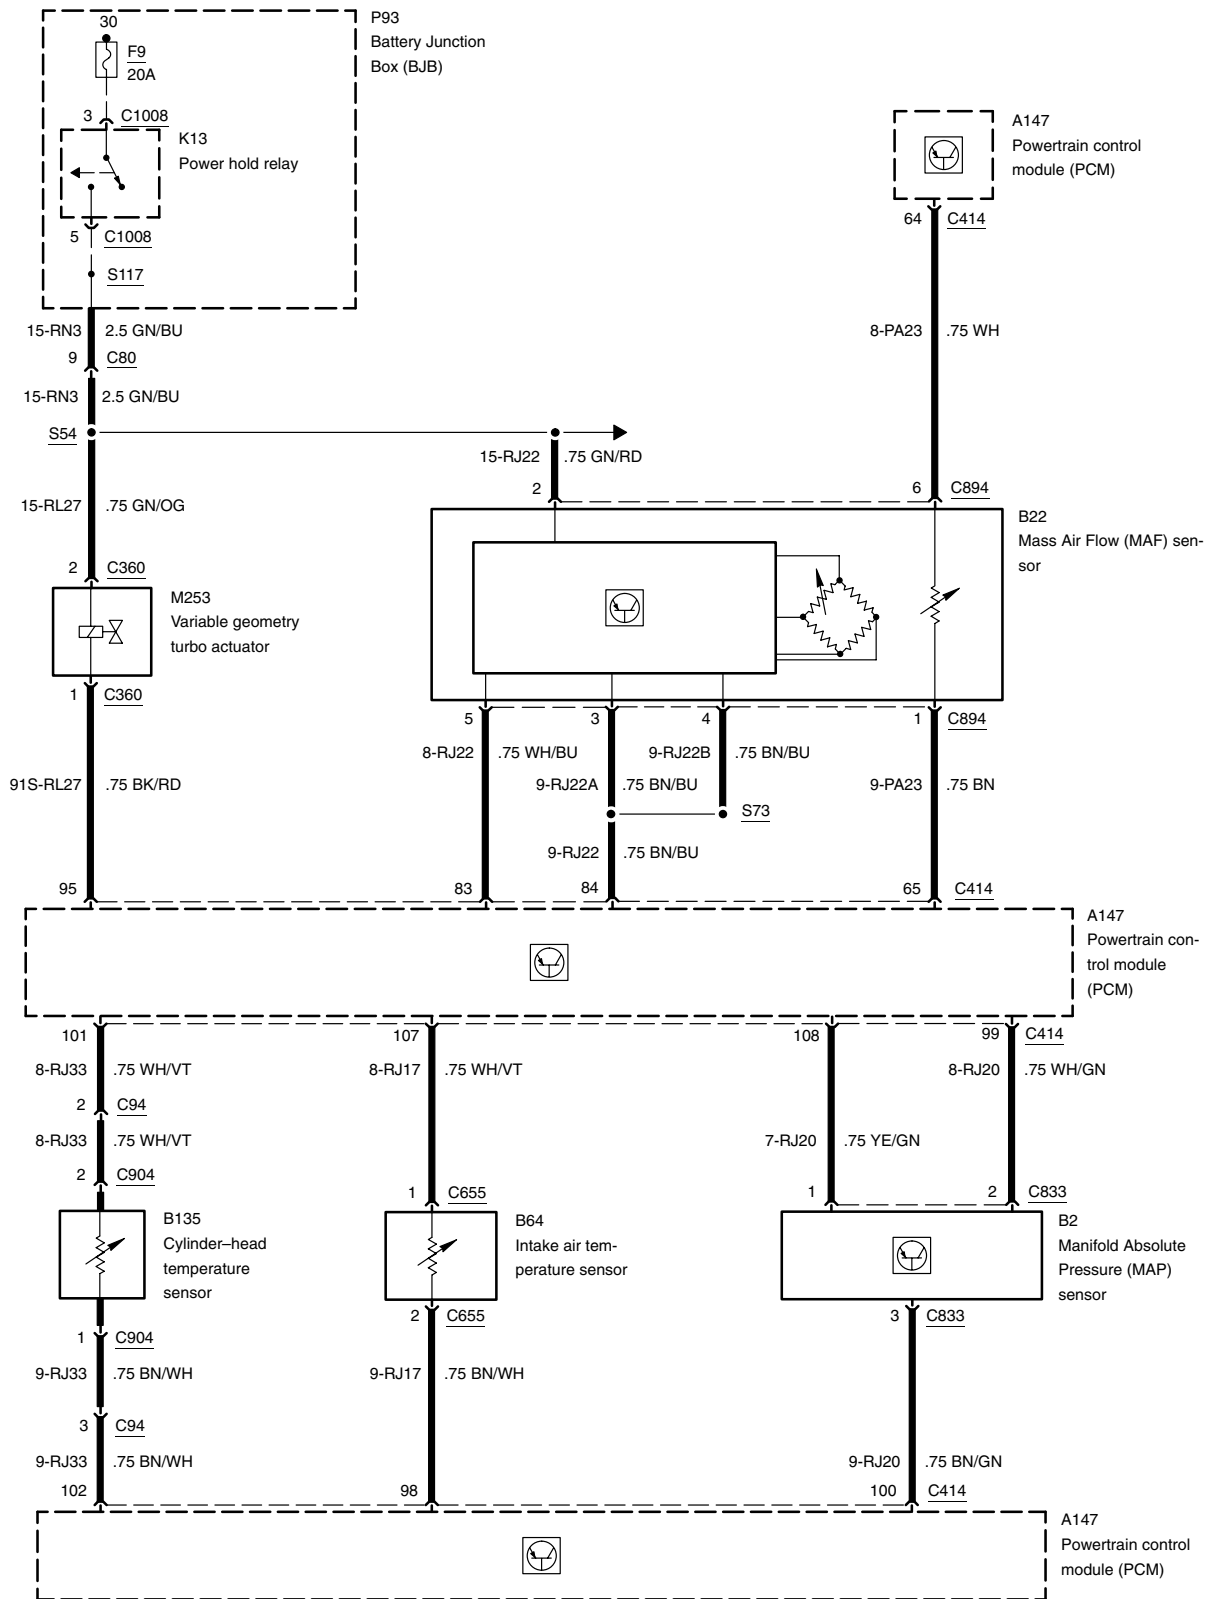 30
P93
Battery Junction
Box (BJB)
F9
20A
3 C1008
K13
Power hold relay
A147
Powertrain control
module (PCM)
5 C1008
64 C414
S117
15-RN3 2.5 GN/BU
8-PA23 .75 WH
9 C80
15-RN3 2.5 GN/BU
S54
15-RJ22 .75 GN/RD
2
6 C894
15-RL27 .75 GN/OG
B22
Mass Air Flow (MAF) sen-
sor
2 C360
M253
Variable geometry
turbo actuator
1 C360
5 3 4 1 C894
8-RJ22 .75 WH/BU
9-RJ22B .75 BN/BU
91S-RL27 .75 BK/RD
9-RJ22A .75 BN/BU
9-PA23 .75 BN
S73
9-RJ22 .75 BN/BU
95 83 84 65 C414
A147
Powertrain con-
trol module
(PCM)
101 107 108 99 C414
8-RJ33 .75 WH/VT
8-RJ17 .75 WH/VT
8-RJ20 .75 WH/GN
2 C94
8-RJ33 .75 WH/VT
7-RJ20 .75 YE/GN
2 C904
1 C655
1 2 C833
B135
Cylinder–head
temperature
sensor
B64
Intake air tem-
perature sensor
B2
Manifold Absolute
Pressure (MAP)
sensor
1 C904
2 C655
3 C833
9-RJ33 .75 BN/WH
9-RJ17 .75 BN/WH
3 C94
9-RJ33 .75 BN/WH
9-RJ20 .75 BN/GN
102 98 100 C414
A147
Powertrain control
module (PCM)